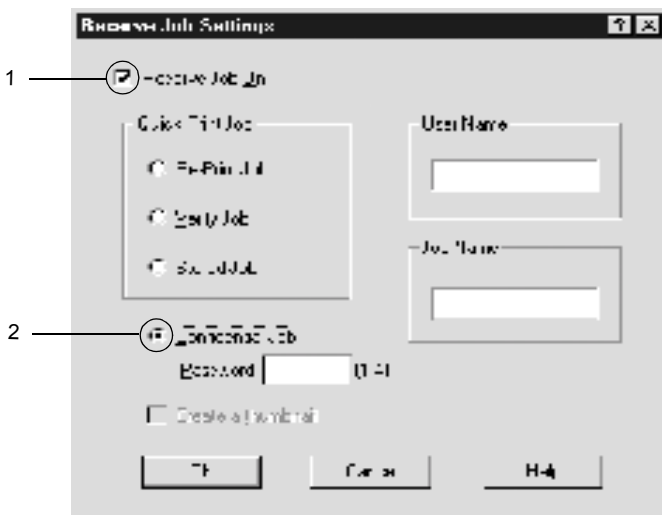 Reserve Job Settings
1
Reserve Job On
Quick Print Job
User Name
Re-Print Job
Verify Job
Job Name
Stored Job
2
Confidential Job
Password
Create a thumbnail
OK
Cancel
Help